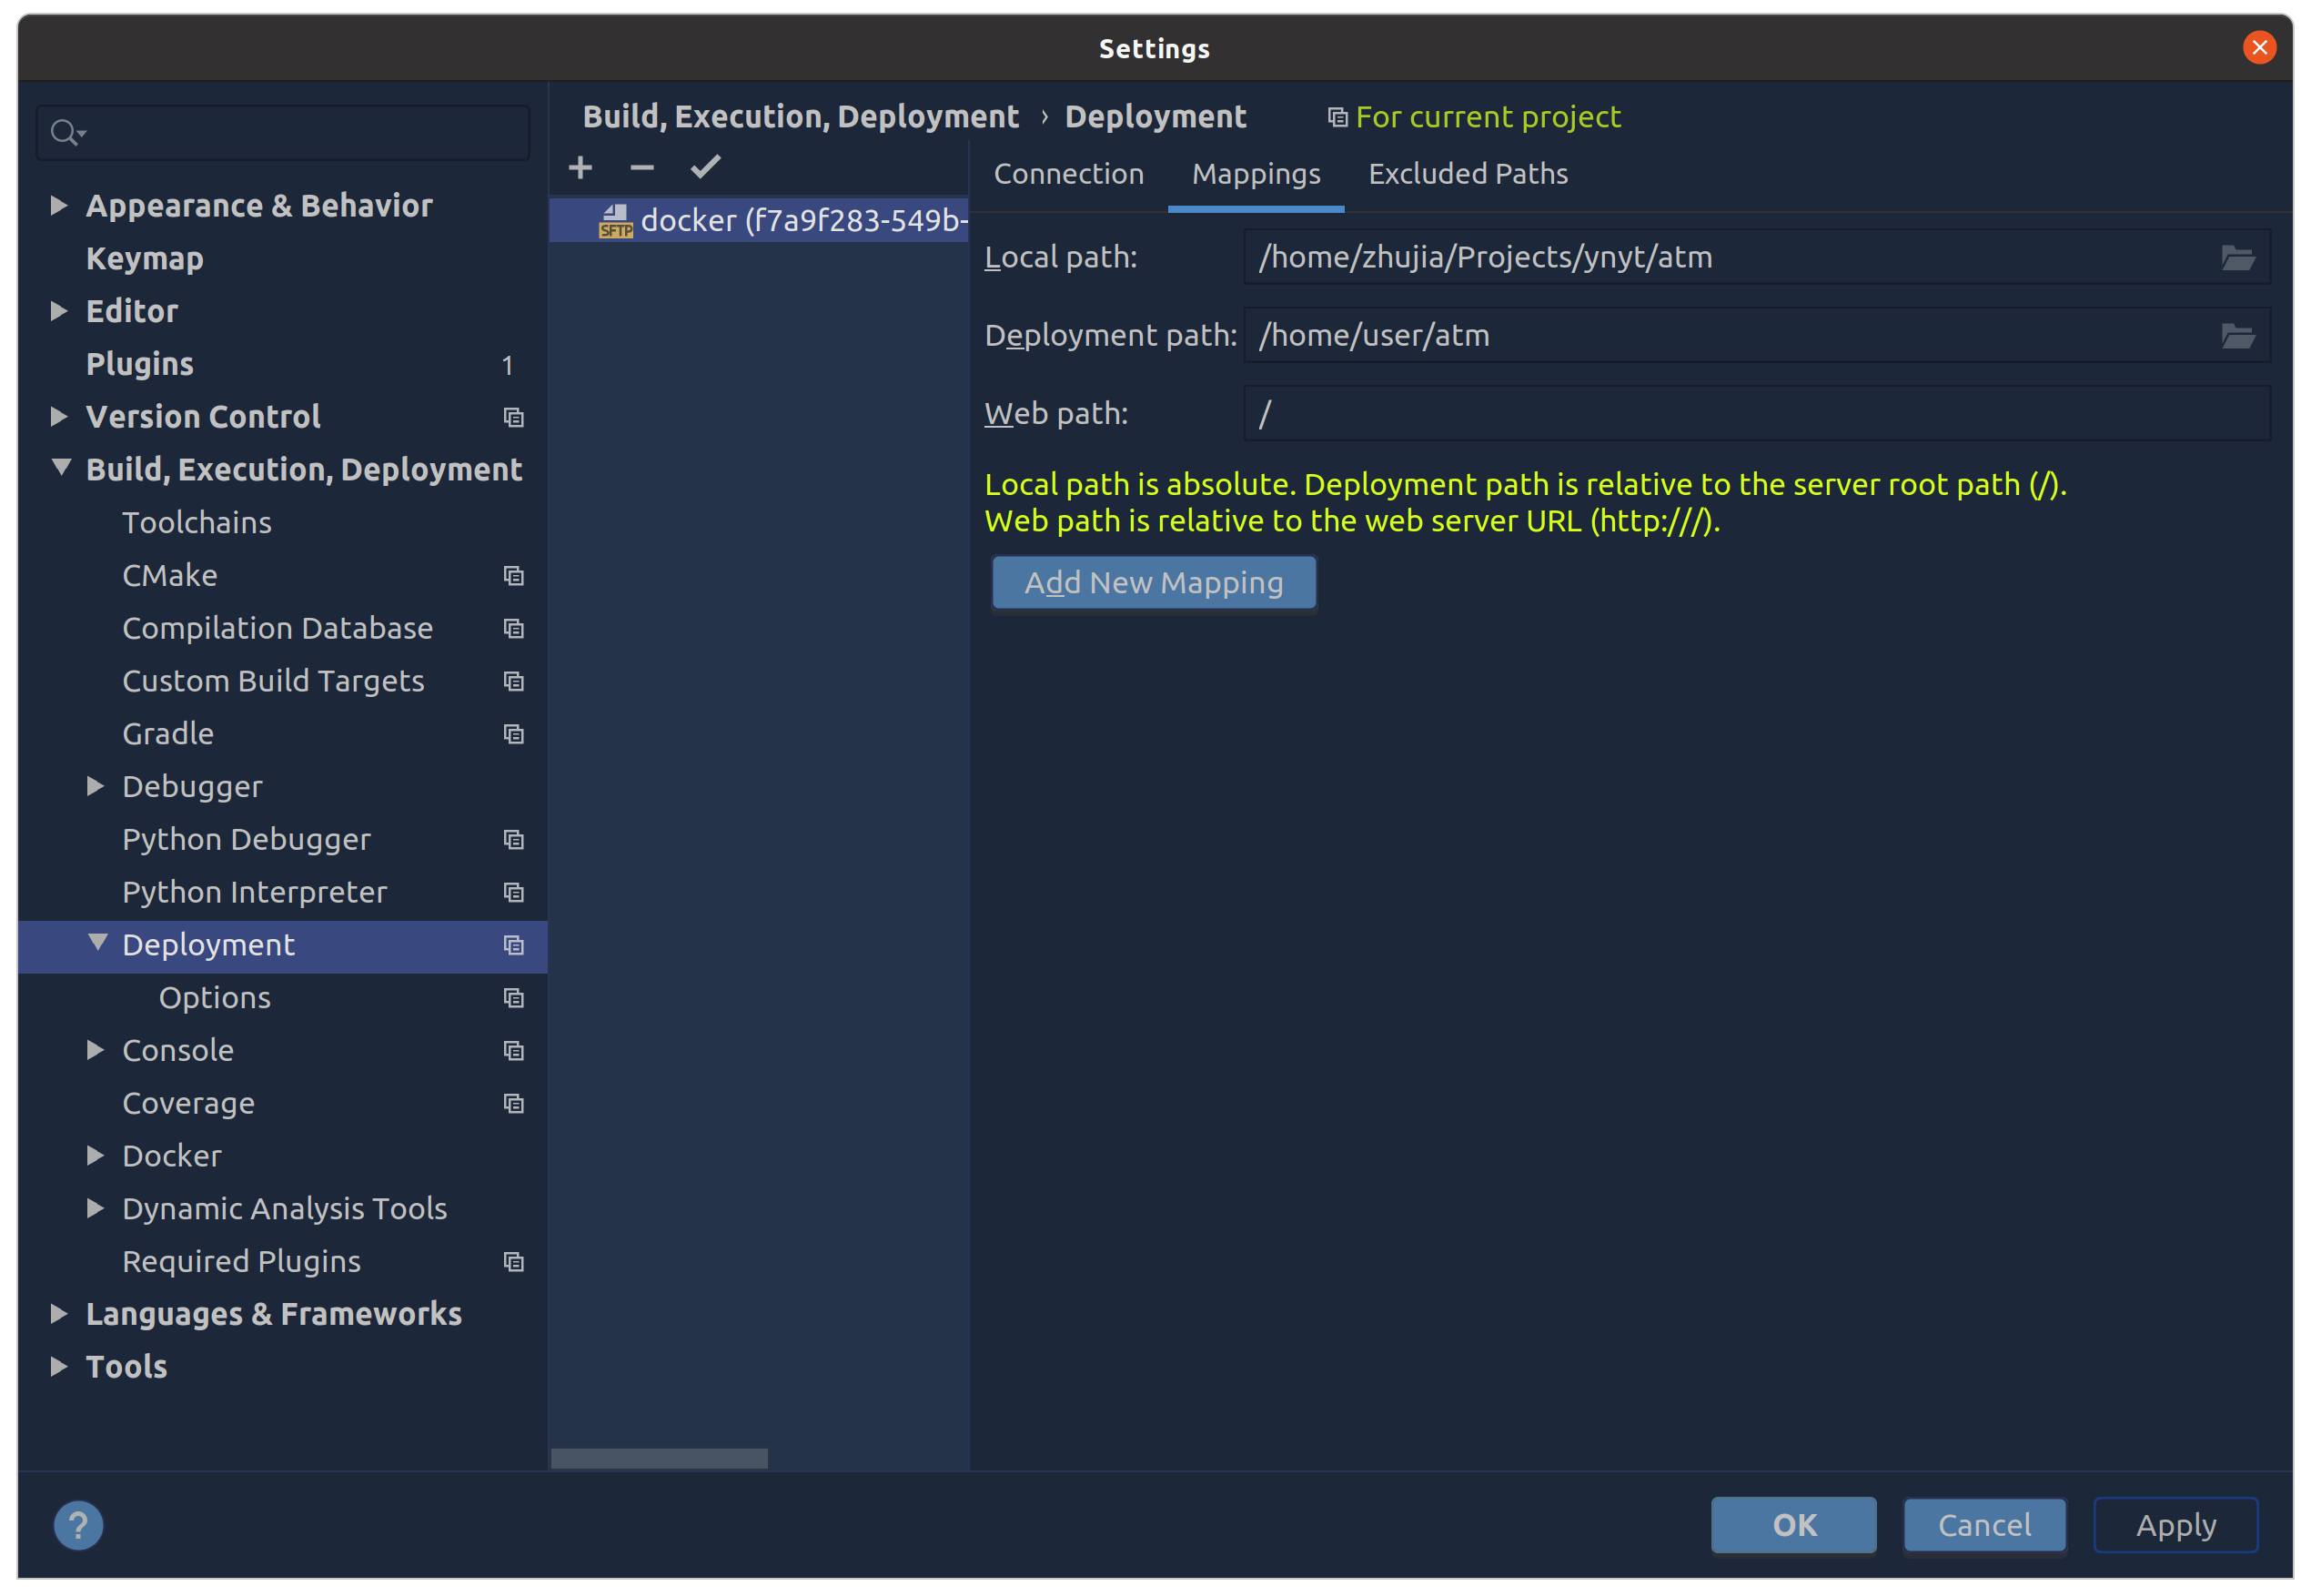 Settings
Appearance & Behavior
Keymap
Editor
Plugins 1
Version Control
Build, Execution, Deployment
Toolchains
CMake
Compilation Database
Custom Build Targets
Gradle
Debugger
Python Debugger
Python Interpreter
Deployment
Options
Console
Coverage
Docker
Dynamic Analysis Tools
Required Plugins
Languages & Frameworks
Tools
Build, Execution, Deployment › Deployment For current project
SFTP docker (f7a9f283-549b-
Connection Mappings Excluded Paths
Local path: /home/zhujia/Projects/ynyt/atm
Deployment path: /home/user/atm
Web path: /
Local path is absolute. Deployment path is relative to the server root path (/).
Web path is relative to the web server URL (http:///).
Add New Mapping
? OK Cancel Apply